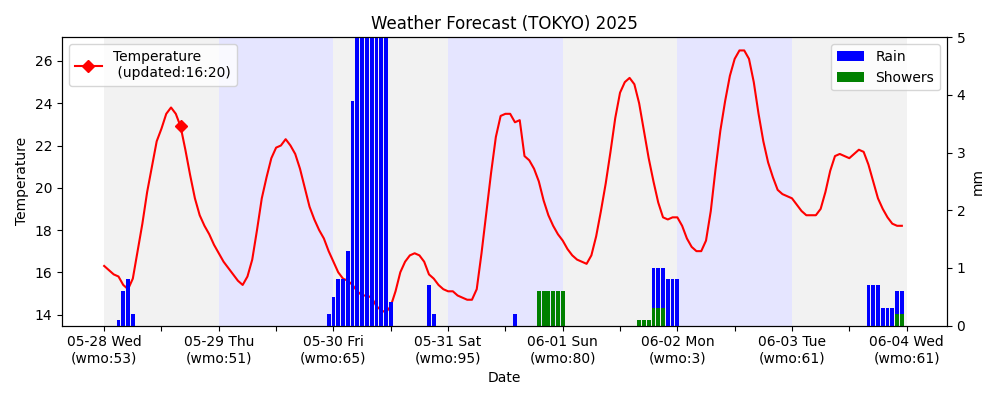 Weather Forecast (TOKYO) 2025
Temperature
(updated:16:20)
Rain
Showers
26
24
22
20
18
16
14
Temperature
5
4
3
2
1
0
mm
05-28 Wed
(wmo:53)
05-29 Thu
(wmo:51)
05-30 Fri
(wmo:65)
05-31 Sat
(wmo:95)
06-01 Sun
(wmo:80)
06-02 Mon
(wmo:3)
06-03 Tue
(wmo:61)
06-04 Wed
(wmo:61)
Date